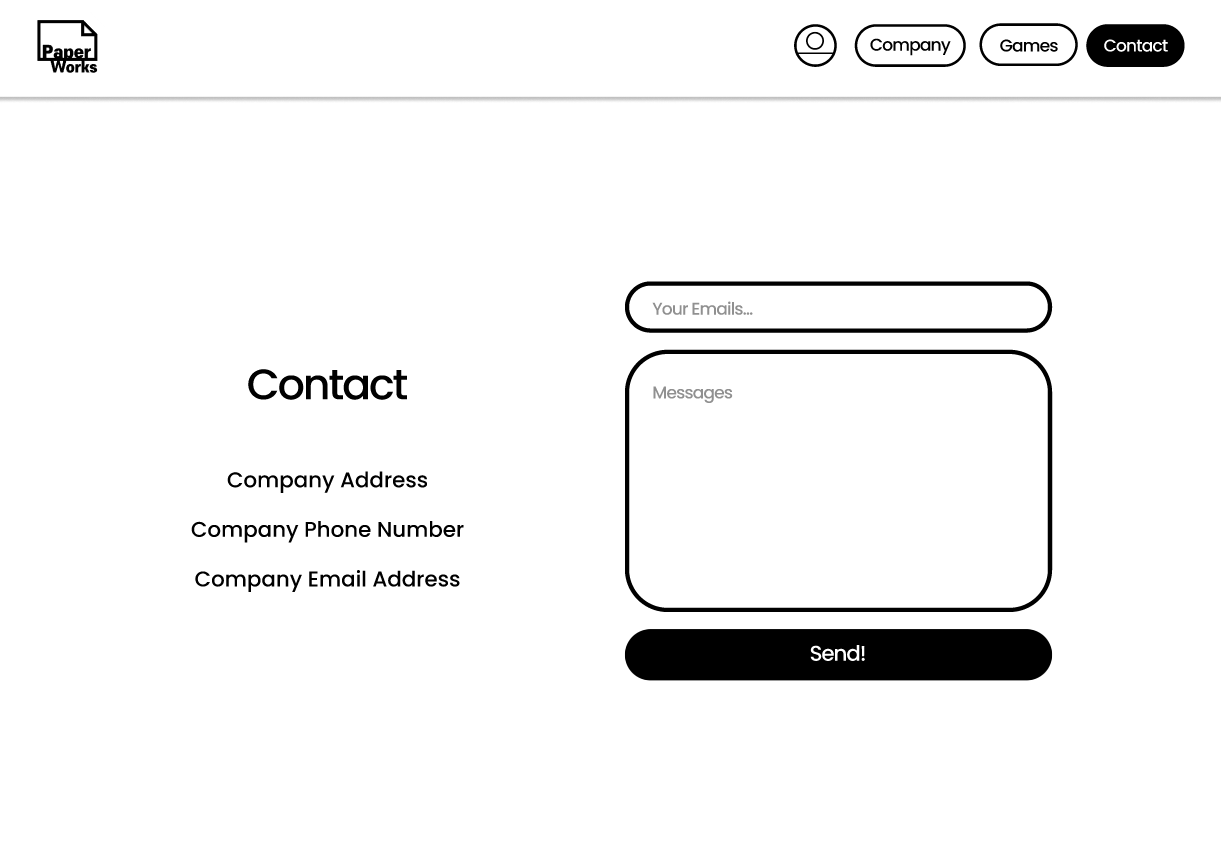 Paper
Works
Company
Games
Contact
Your Emails...
Messages
Contact
Company Address
Company Phone Number
Company Email Address
Send!